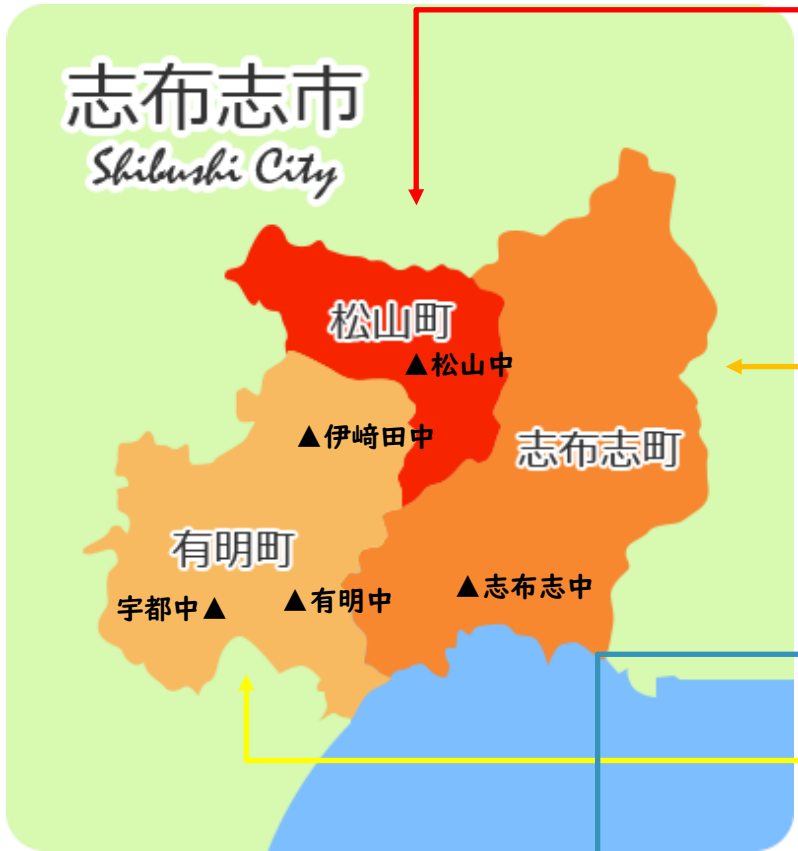 志布志市
Shibushi City
松山町
▲松山中
▲伊﨑田中
志布志町
有明町
宇都中▲
▲有明中
▲志布志中